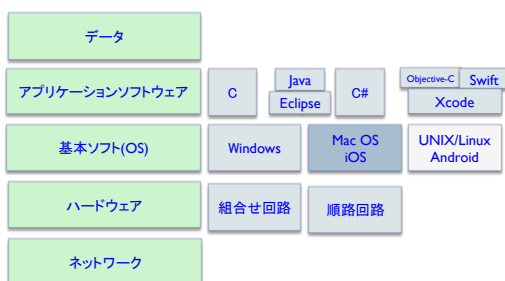 データ
アプリケーションソフトウェア
C
Java
Eclipse
C#
Objective-C
Swift
Xcode
基本ソフト(OS)
Windows
Mac OS
iOS
UNIX/Linux
Android
ハードウェア
組合せ回路
順路回路
ネットワーク